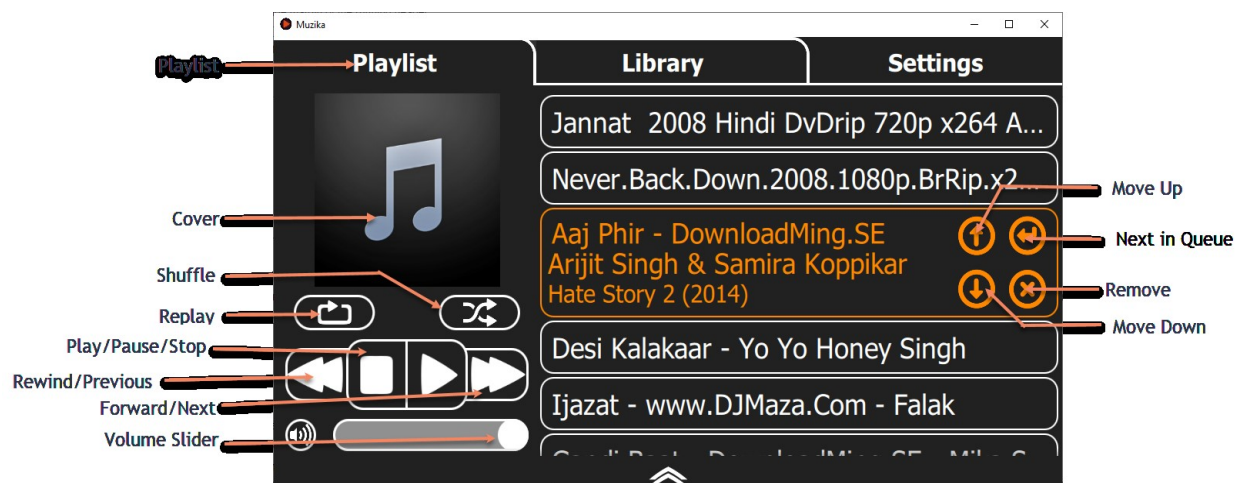 Muzika
Playlist
Playlist
Library
Settings
Jannat 2008 Hindi DvDrip 720p x264 A...
Never.Back.Down.2008.1080p.BrRip.x2...
Move Up
Cover
Aaj Phir - DownloadMing.SE
Next in Queue
Arijit Singh & Samira Koppikar
Shuffle
Hate Story 2 (2014)
Remove
Replay
Move Down
Play/Pause/Stop
Desi Kalakaar - Yo Yo Honey Singh
Rewind/Previous
Forward/Next
Ijazat - www.DJMaza.Com - Falak
Volume Slider